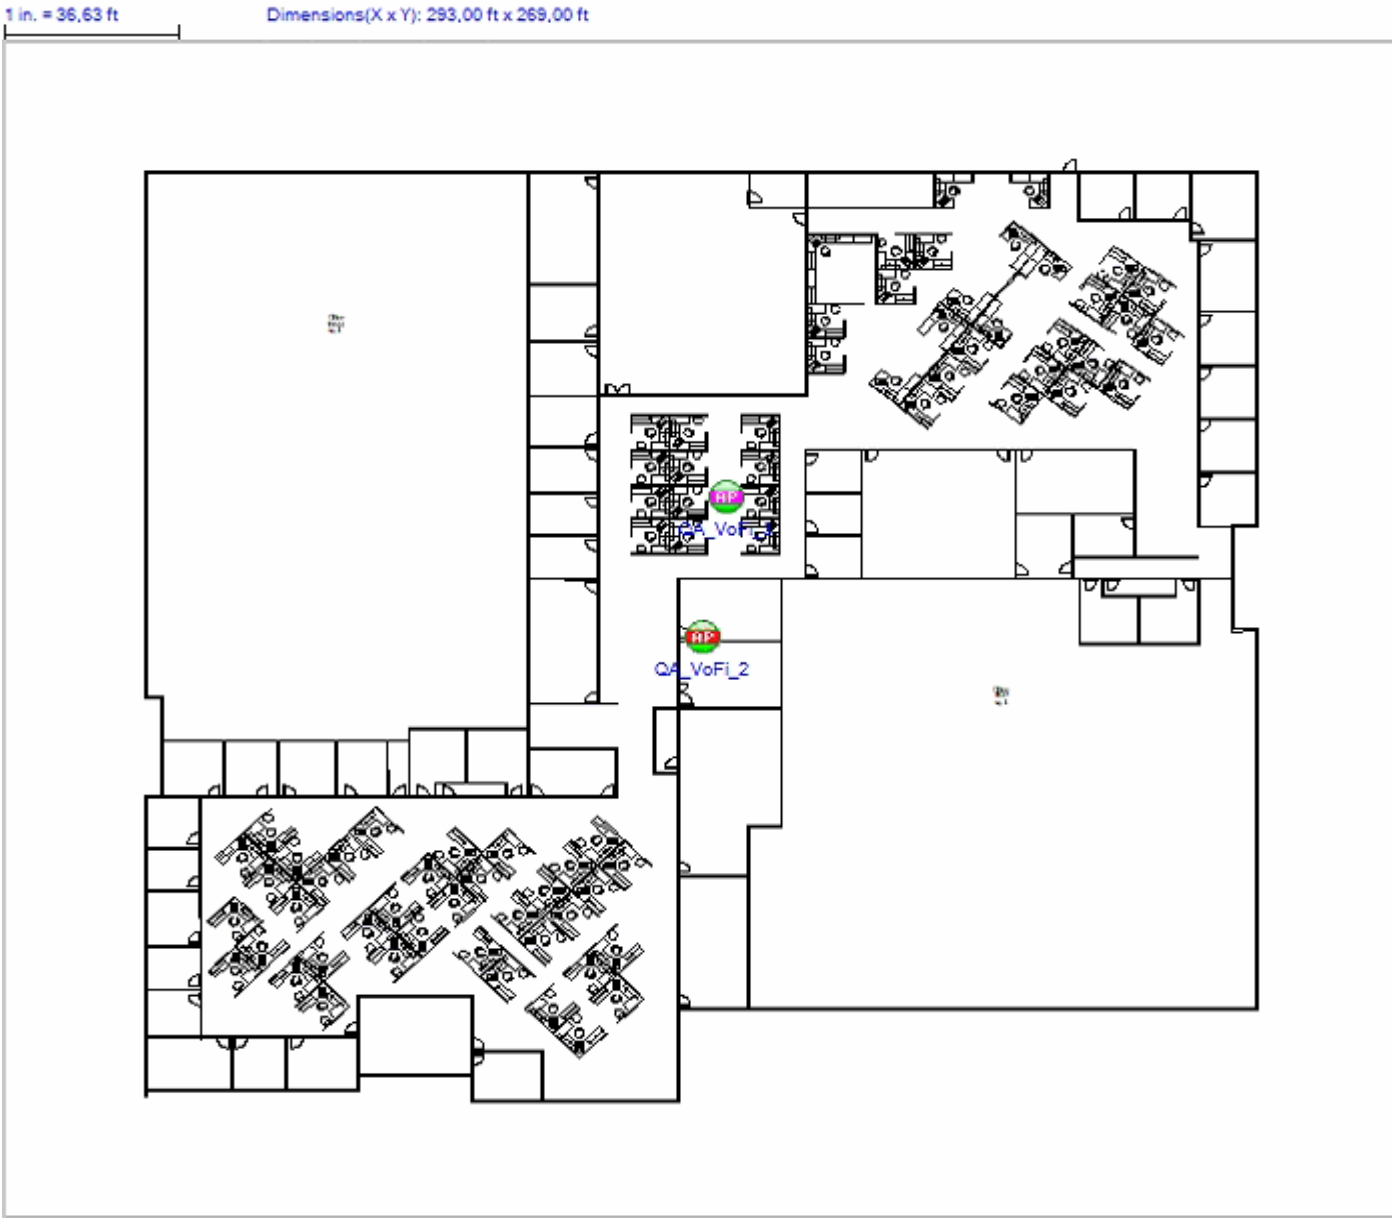 1 in. = 36,63 ft
Dimensions(X x Y): 293,00 ft x 269,00 ft
AP
AP
QA_VoFi_2